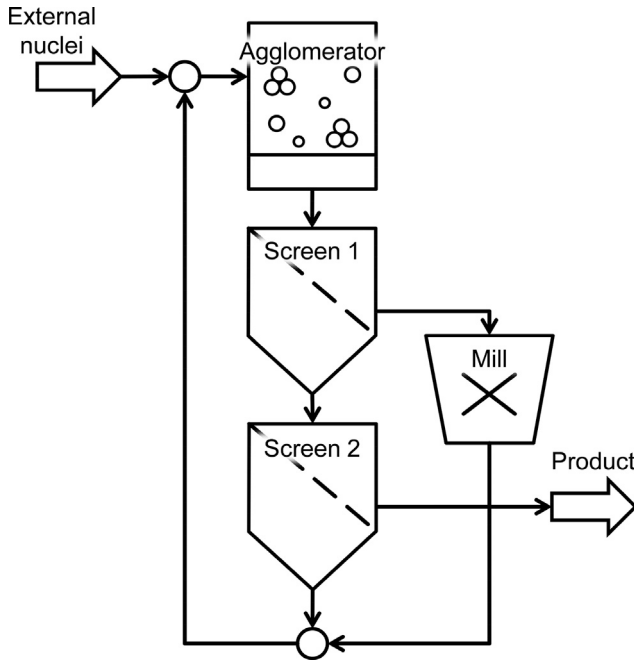 External
nuclei
Agglomerator
Screen 1
Mill
Screen 2
Product